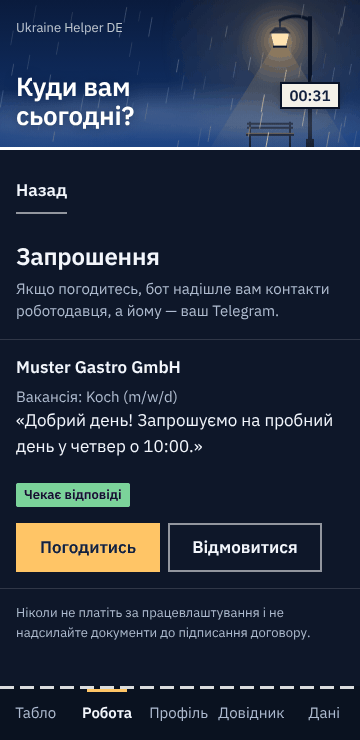 Ukraine Helper DE
Куди вам
сьогодні?
00:31
Назад
Запрошення
Якщо погодитесь, бот надішле вам контакти
роботодавця, а йому — ваш Telegram.
Muster Gastro GmbH
Вакансія: Koch (m/w/d)
«Добрий день! Запрошуємо на пробний
день у четвер о 10:00.»
Чекає відповіді
Погодитись
Відмовитися
Ніколи не платіть за працевлаштування і не
надсилайте документи до підписання договору.
Табло Робота Профіль Довідник Дані